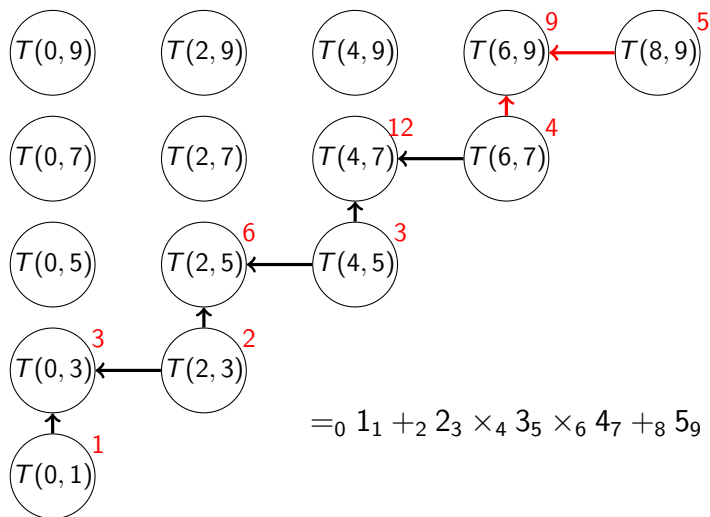 9 5
T(0, 9) T(2, 9) T(4, 9) T(6, 9) T(8, 9)
12 4
T(0, 7) T(2, 7) T(4, 7) T(6, 7)
6 3
T(0, 5) T(2, 5) T(4, 5)
3 2
T(0, 3) T(2, 3)
=₀ 1₁ +₂ 2₃ ×₄ 3₅ ×₆ 4₇ +₈ 5₉
1
T(0, 1)